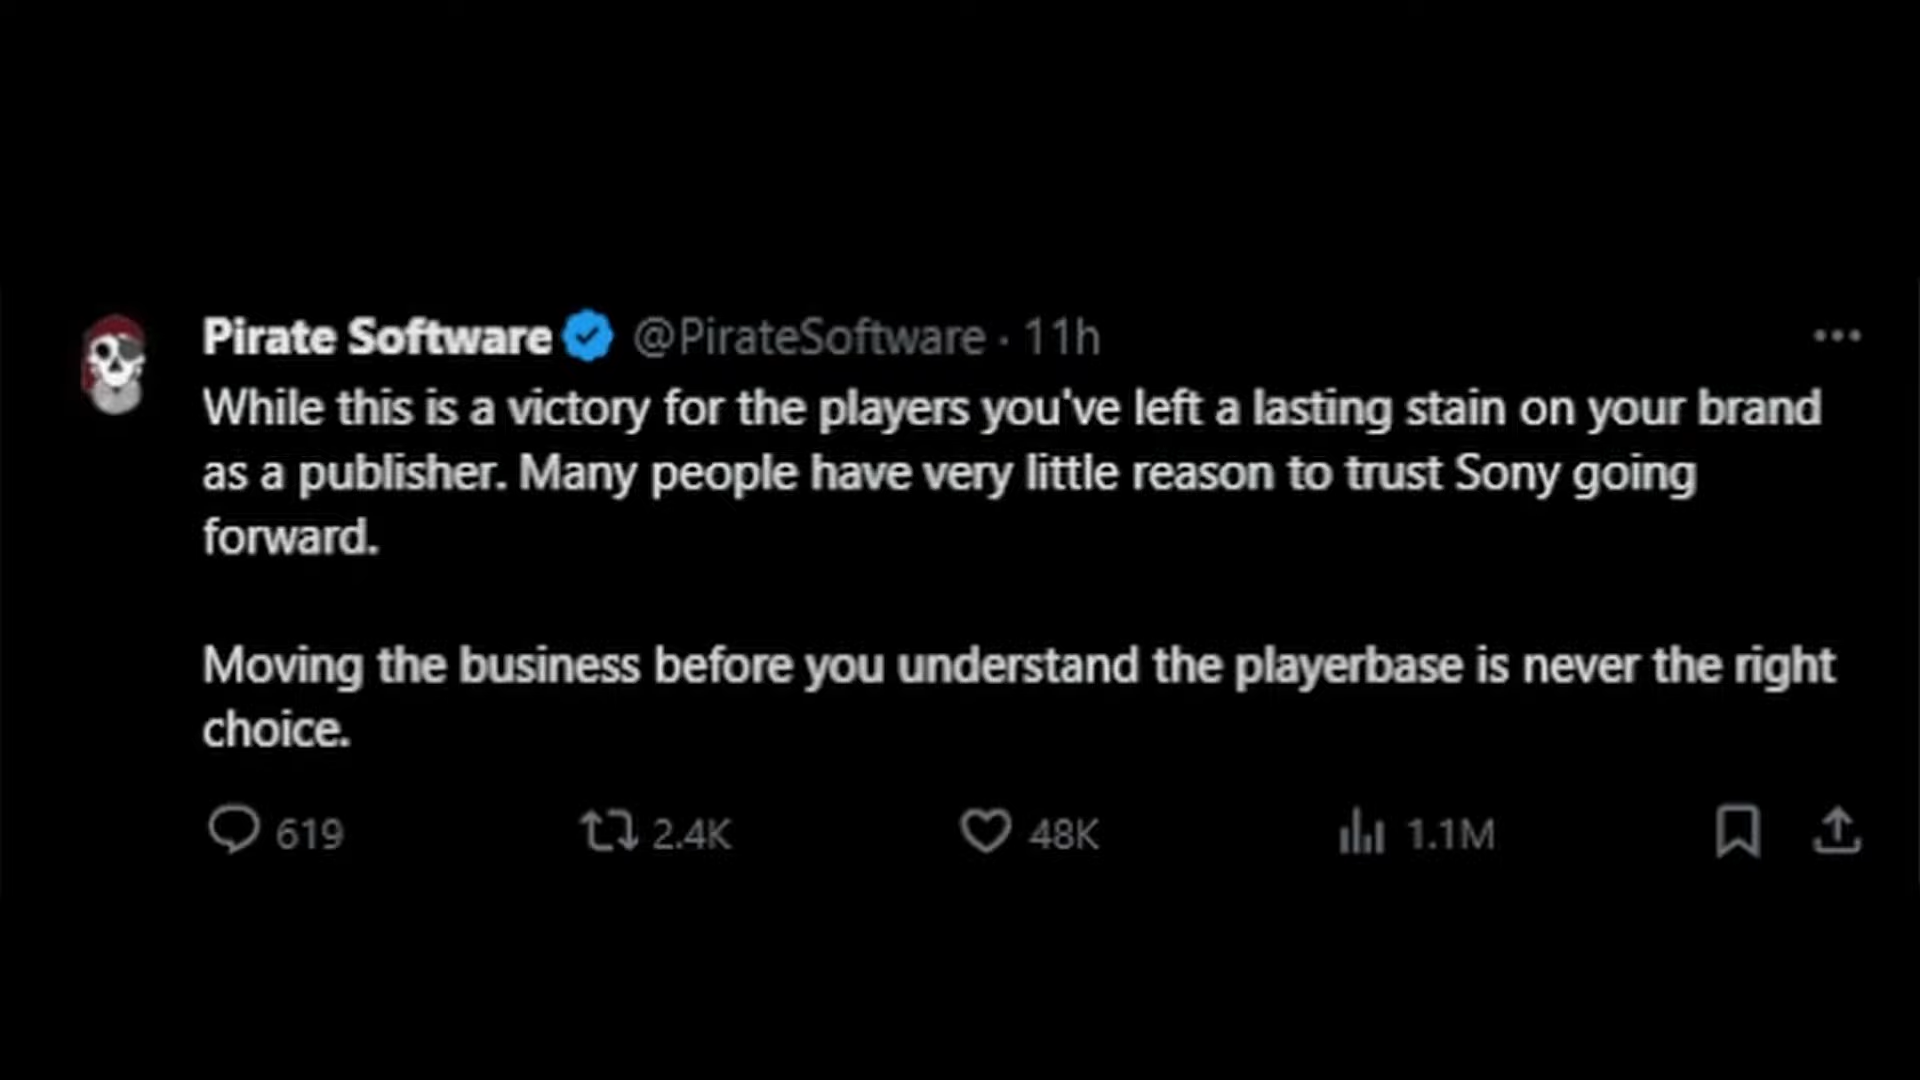 Pirate Software @PirateSoftware · 11h
While this is a victory for the players you've left a lasting stain on your brand
as a publisher. Many people have very little reason to trust Sony going
forward.
Moving the business before you understand the playerbase is never the right
choice.
619 2.4K 48K 1.1M